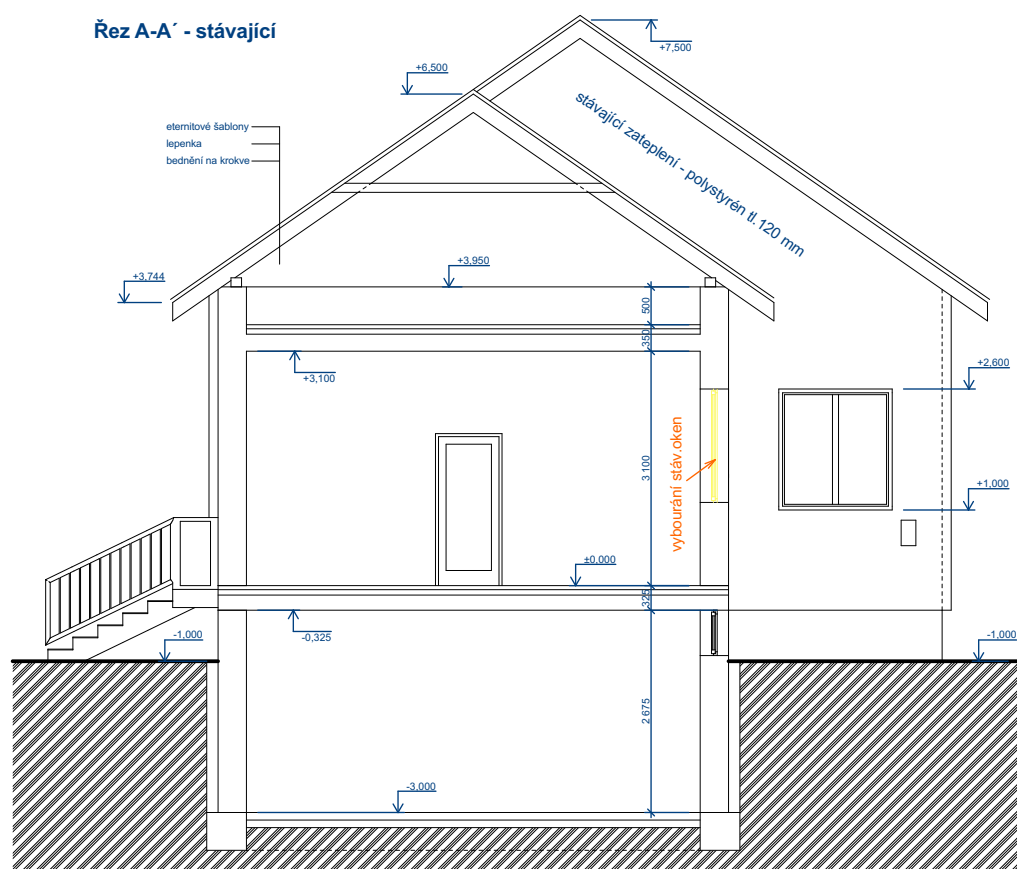 Řez A-A´ - stávající
+7,500
+6,500
stávající zateplení - polystyrén tl.120 mm
eternitové šablony
lepenka
bednění na krokve
+3,744
+3,950
500
350
+3,100
+2,600
3 100
vybourání stáv.oken
+1,000
±0,000
325
-0,325
-1,000
-1,000
2 675
-3,000